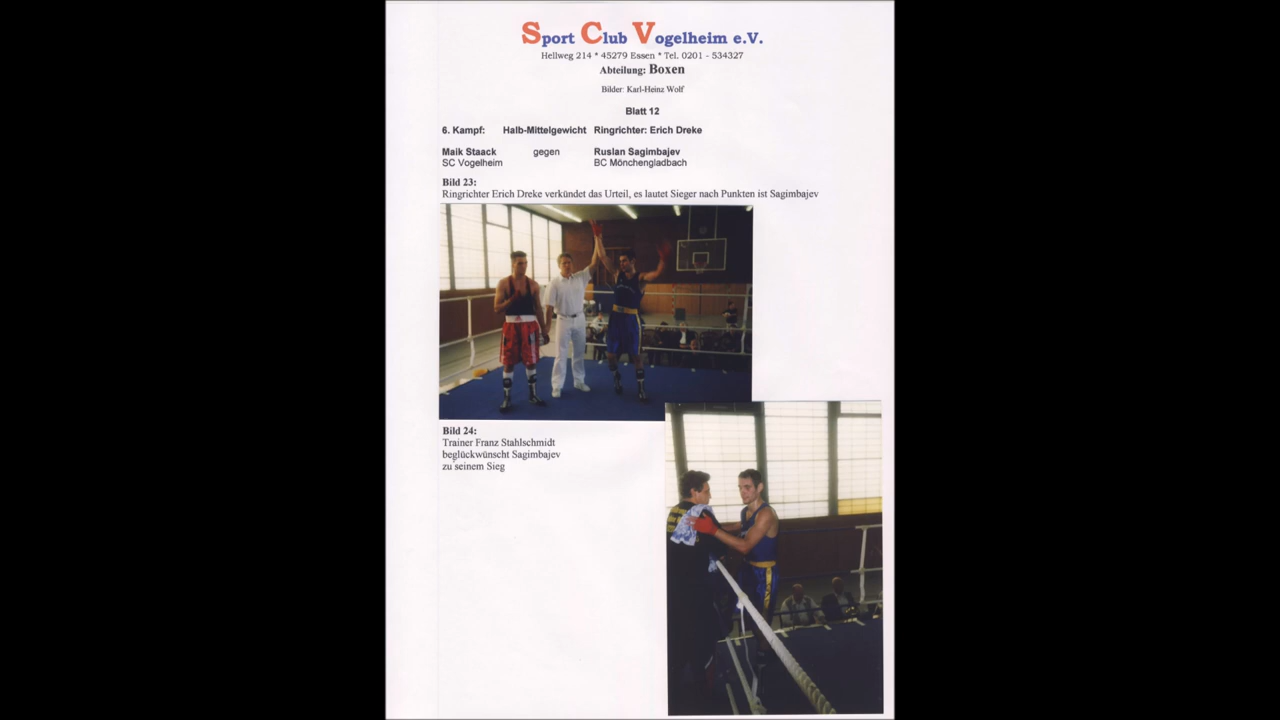 Sport Club Vogelheim e.V.
Hellweg 214 * 45279 Essen * Tel. 0201 - 534327
Abteilung: Boxen
Bilder: Karl-Heinz Wolf
Blatt 12
6. Kampf: Halb-Mittelgewicht Ringrichter: Erich Dreke
Maik Staack gegen Ruslan Sagimbajev
SC Vogelheim BC Mönchengladbach
Bild 23:
Ringrichter Erich Dreke verkündet das Urteil, es lautet Sieger nach Punkten ist Sagimbajev
Bild 24:
Trainer Franz Stahlschmidt
beglückwünscht Sagimbajev
zu seinem Sieg